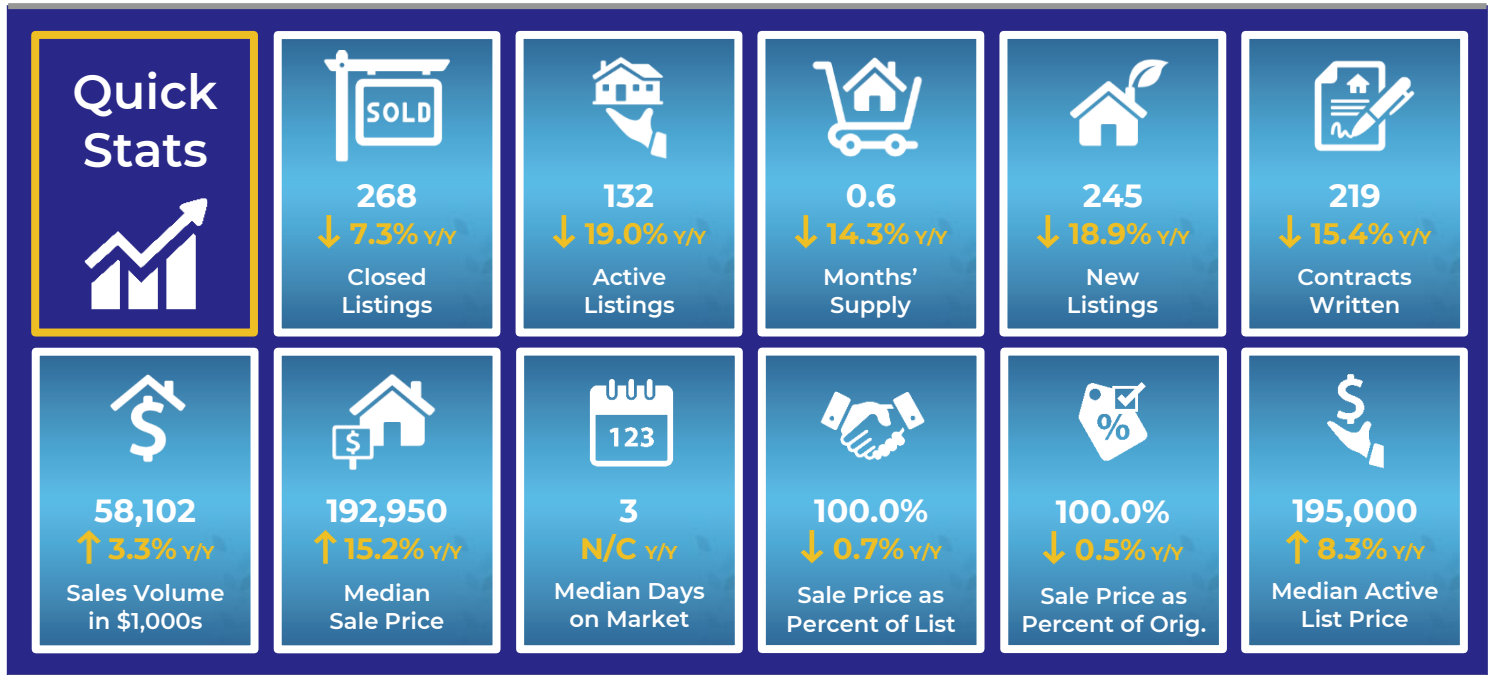 Quick
Stats
SOLD
268
↓ 7.3% Y/Y
Closed
Listings
132
↓ 19.0% Y/Y
Active
Listings
0.6
↓ 14.3% Y/Y
Months’
Supply
245
↓ 18.9% Y/Y
New
Listings
219
↓ 15.4% Y/Y
Contracts
Written
$
58,102
↑ 3.3% Y/Y
Sales Volume
in $1,000s
$
192,950
↑ 15.2% Y/Y
Median
Sale Price
123
3
N/C Y/Y
Median Days
on Market
100.0%
↓ 0.7% Y/Y
Sale Price as
Percent of List
%
100.0%
↓ 0.5% Y/Y
Sale Price as
Percent of Orig.
$
195,000
↑ 8.3% Y/Y
Median Active
List Price